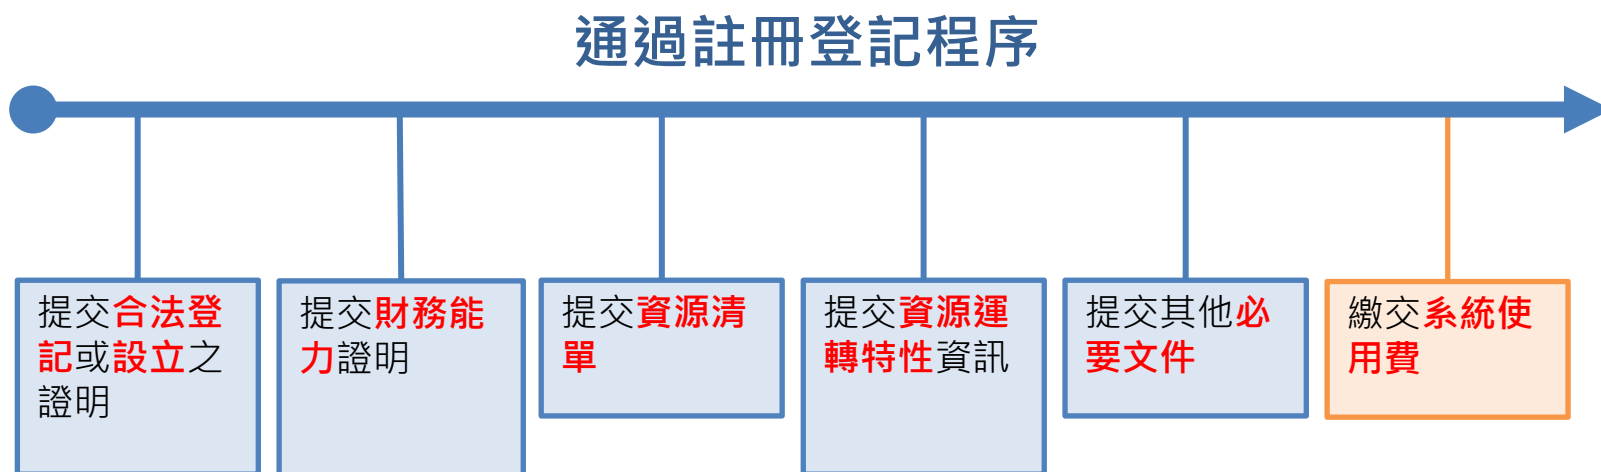 通過註冊登記程序
提交合法登
記或設立之
證明
提交財務能
力證明
提交資源清
單
提交資源運
轉特性資訊
提交其他必
要文件
繳交系統使
用費